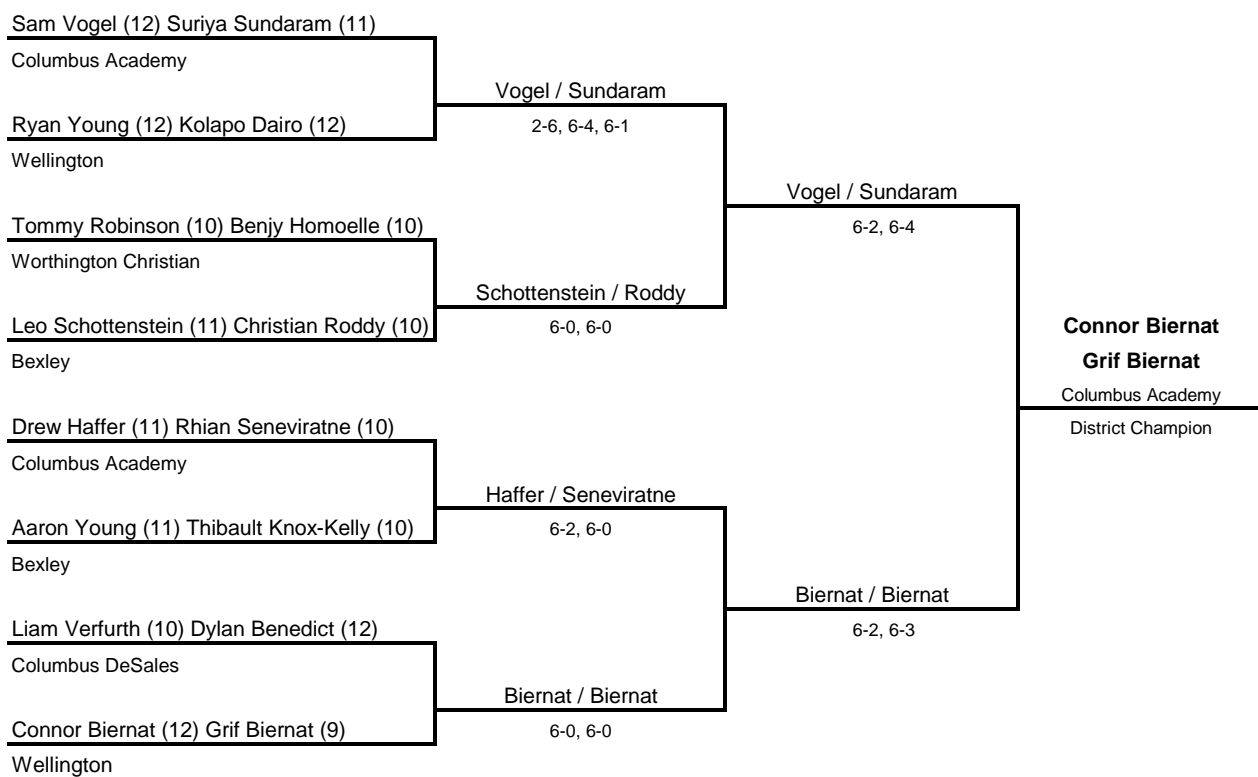 Sam Vogel (12) Suriya Sundaram (11)
Columbus Academy
Vogel / Sundaram
2-6, 6-4, 6-1
Ryan Young (12) Kolapo Dairo (12)
Wellington
Vogel / Sundaram
6-2, 6-4
Tommy Robinson (10) Benjy Homoelle (10)
Worthington Christian
Schottenstein / Roddy
6-0, 6-0
Leo Schottenstein (11) Christian Roddy (10)
Bexley
Connor Biernat
Grif Biernat
Columbus Academy
District Champion
Drew Haffer (11) Rhian Seneviratne (10)
Columbus Academy
Haffer / Seneviratne
6-2, 6-0
Aaron Young (11) Thibault Knox-Kelly (10)
Bexley
Biernat / Biernat
6-2, 6-3
Liam Verfurth (10) Dylan Benedict (12)
Columbus DeSales
Biernat / Biernat
6-0, 6-0
Connor Biernat (12) Grif Biernat (9)
Wellington